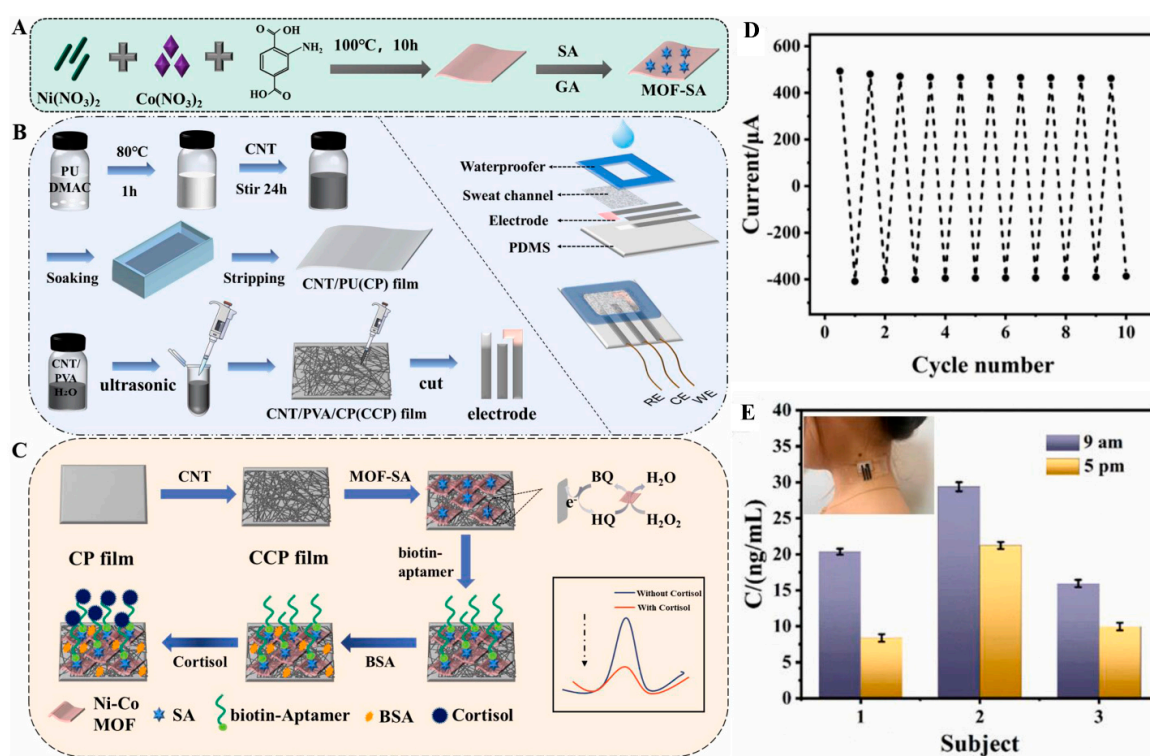 A
OH
O
NH₂
HO
O
Ni(NO₃)₂
Co(NO₃)₂
100℃, 10h
SA
GA
MOF-SA
B
PU
DMAC
80℃
1h
CNT
Stir 24h
Soaking
Stripping
CNT/PU(CP) film
CNT/
PVA
H₂O
ultrasonic
CNT/PVA/CP(CCP) film
cut
electrode
Waterproofer
Sweat channel
Electrode
PDMS
RE
CE
WE
C
CP film
CNT
CCP film
MOF-SA
e⁻
BQ
HQ
H₂O
H₂O₂
biotin-
aptamer
BSA
Cortisol
Without Cortisol
With Cortisol
Ni-Co
MOF
SA
biotin-Aptamer
BSA
Cortisol
D
Current/μA
600
400
200
0
-200
-400
0
2
4
6
8
10
Cycle number
E
C/(ng/mL)
40
35
30
25
20
15
10
5
0
9 am
5 pm
1
2
3
Subject